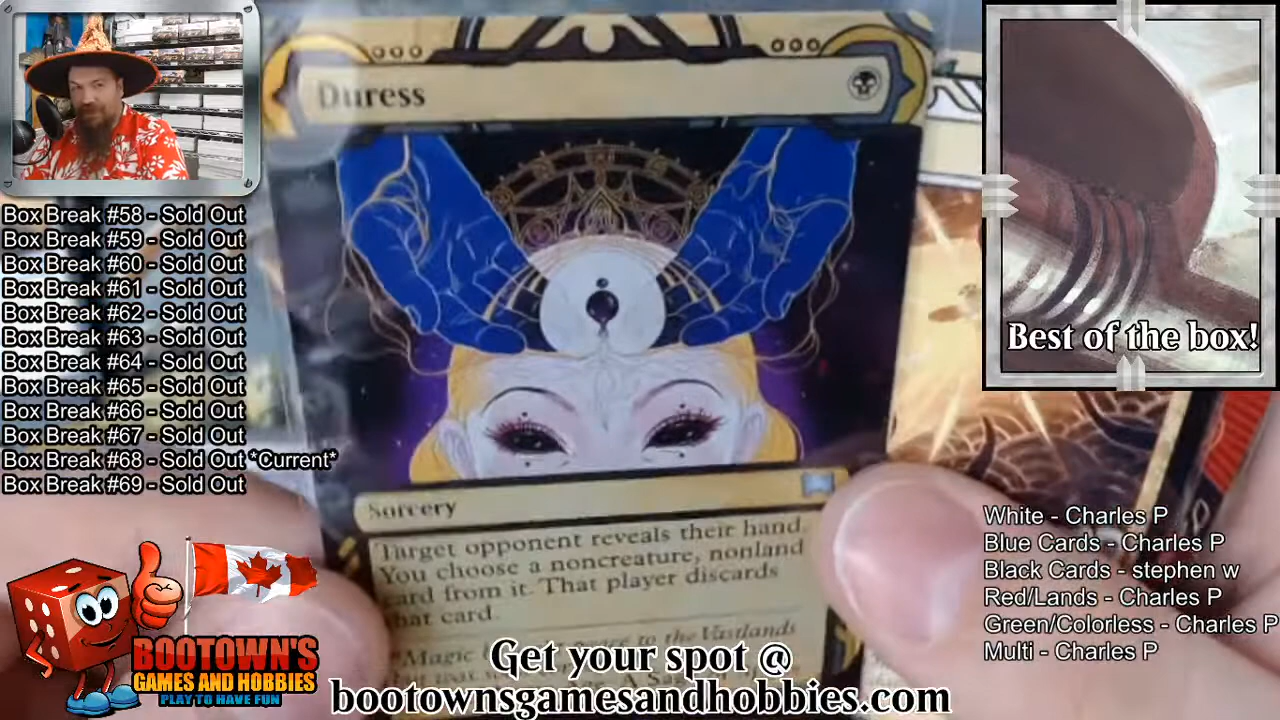 Duress
Box Break #58 - Sold Out
Box Break #59 - Sold Out
Box Break #60 - Sold Out
Box Break #61 - Sold Out
Box Break #62 - Sold Out
Box Break #63 - Sold Out
Box Break #64 - Sold Out
Box Break #65 - Sold Out
Box Break #66 - Sold Out
Box Break #67 - Sold Out
Box Break #68 - Sold Out *Current*
Box Break #69 - Sold Out
Best of the box!
Sorcery
Target opponent reveals their hand.
You choose a noncreature, nonland
card from it. That player discards
that card.
"Magic to the Vastlands
White - Charles P
Blue Cards - Charles P
Black Cards - stephen w
Red/Lands - Charles P
Green/Colorless - Charles P
Multi - Charles P
BOOTOWN'S
GAMES AND HOBBIES
PLAY TO HAVE FUN
Get your spot @
bootownsgamesandhobbies.com